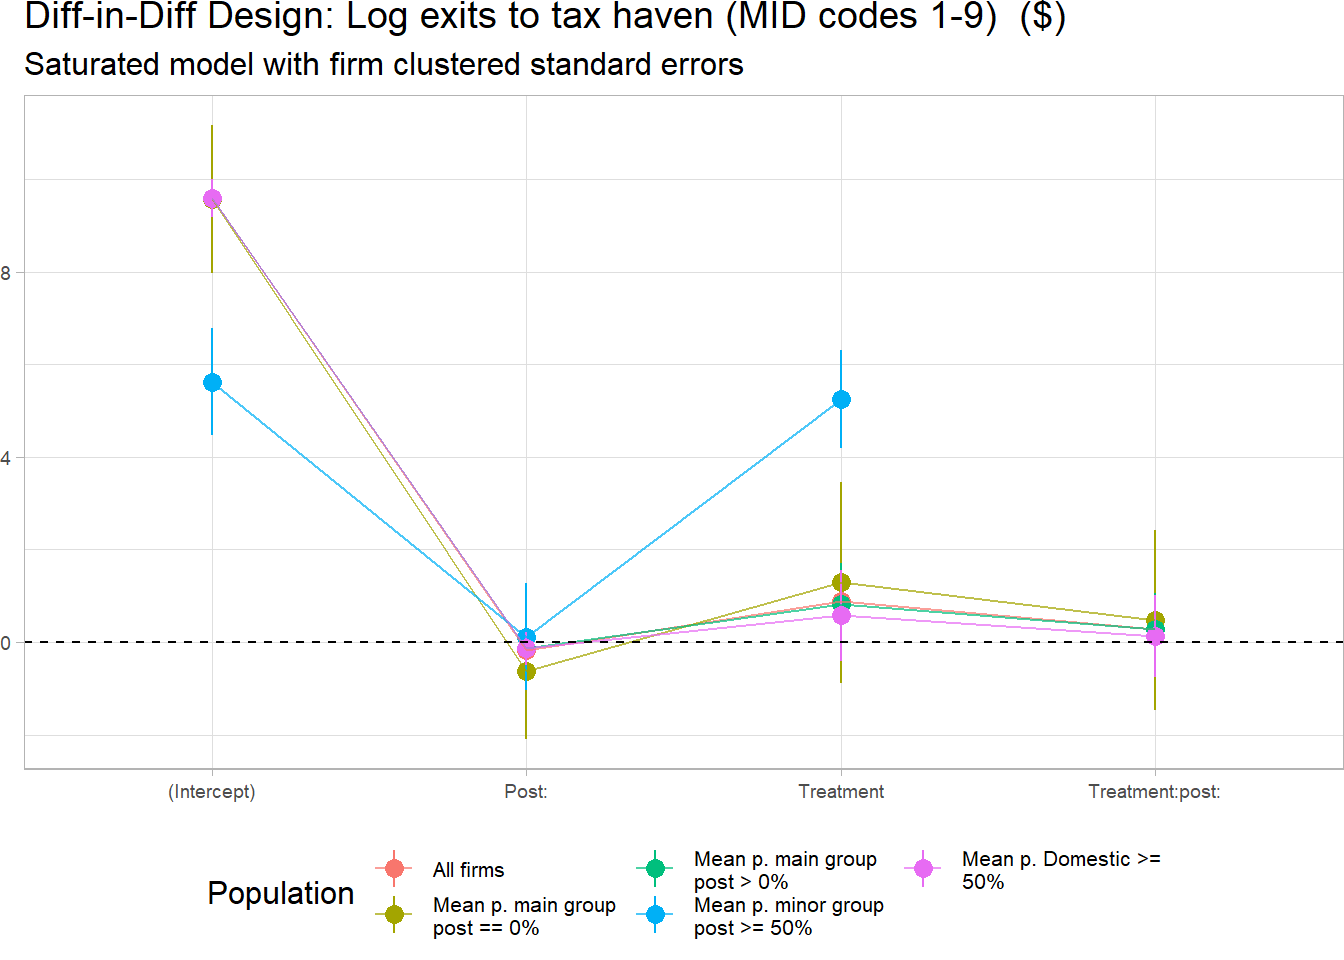 Diff-in-Diff Design: Log exits to tax haven (MID codes 1-9)  ($)
Saturated model with firm clustered standard errors
8
4
0
(Intercept)
Post:
Treatment
Treatment:post:
Population
All firms
Mean p. main group
post == 0%
Mean p. main group
post > 0%
Mean p. minor group
post >= 50%
Mean p. Domestic >=
50%